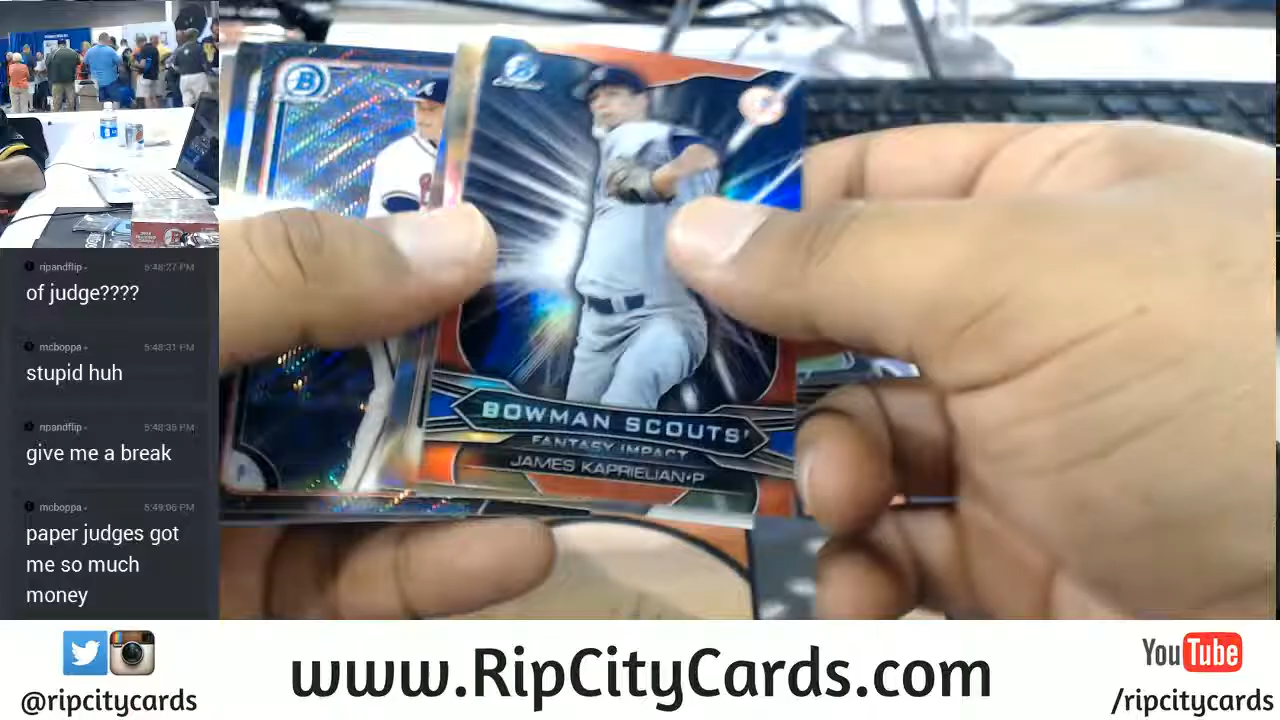 ripandflip
5:48:27 PM
of judge????
mcboppa
5:48:31 PM
stupid huh
ripandflip
5:48:35 PM
give me a break
mcboppa
5:49:06 PM
paper judges got
me so much
money
B
A
BOWMAN SCOUTS'
FANTASY IMPACT
JAMES KAPRIELIAN•P
@ripcitycards
www.RipCityCards.com
YouTube
/ripcitycards